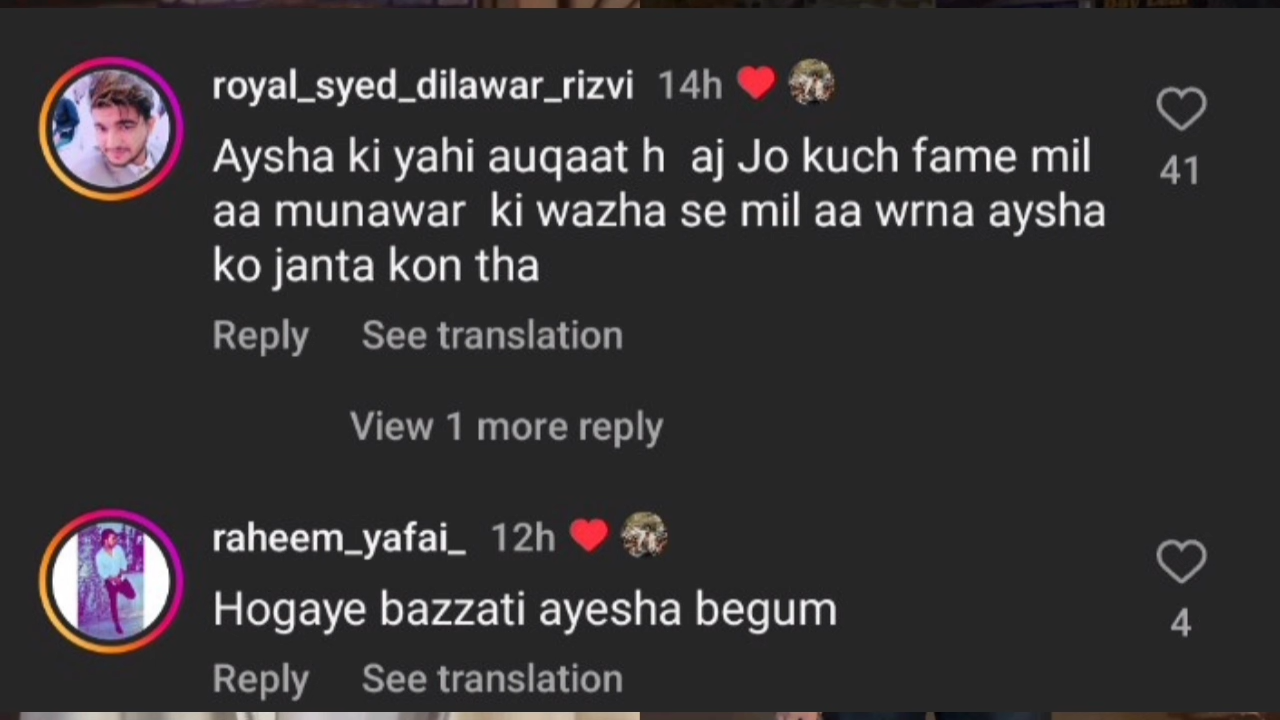 royal_syed_dilawar_rizvi 14h
Aysha ki yahi auqaat h aj Jo kuch fame mil
aa munawar ki wazha se mil aa wrna aysha
ko janta kon tha
41
Reply See translation
View 1 more reply
raheem_yafai_ 12h
Hogaye bazzati ayesha begum
4
Reply See translation